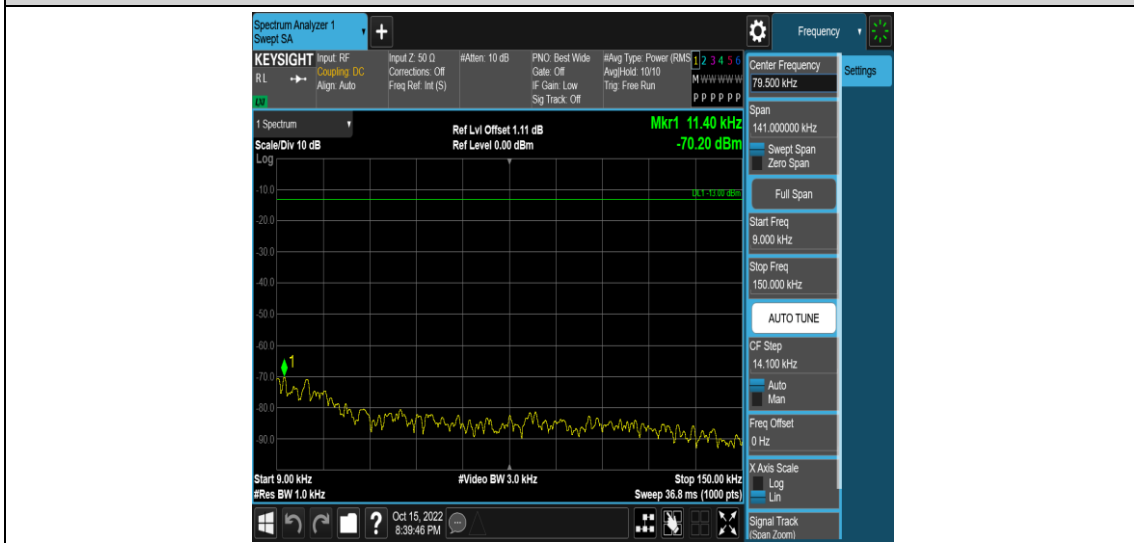 Spectrum Analyzer 1
Swept SA
+
Frequency
KEYSIGHT Input: RF Input Z: 50 Ω #Atten: 10 dB PNO: Best Wide #Avg Type: Power (RMS 1 2 3 4 5 6
RL Coupling: DC Corrections: Off Gate: Off Avg|Hold: 10/10 M W W W W W
Align: Auto Freq Ref: Int (S) IF Gain: Low Trig: Free Run
LXI Sig Track: Off P P P P P P
Center Frequency
79.500 kHz
Settings
Span
141.000000 kHz
Swept Span
Zero Span
Full Span
Start Freq
9.000 kHz
Stop Freq
150.000 kHz
AUTO TUNE
CF Step
14.100 kHz
Auto
Man
Freq Offset
0 Hz
X Axis Scale
Log
Lin
Signal Track
(Span Zoom)
1 Spectrum Ref Lvl Offset 1.11 dB Mkr1 11.40 kHz
Scale/Div 10 dB Ref Level 0.00 dBm -70.20 dBm
Log
DL1 -13.00 dBm
-10.0
-20.0
-30.0
-40.0
-50.0
-60.0
1
-70.0
-80.0
-90.0
Start 9.00 kHz #Video BW 3.0 kHz Stop 150.00 kHz
#Res BW 1.0 kHz Sweep 36.8 ms (1000 pts)
? Oct 15, 2022
8:39:46 PM